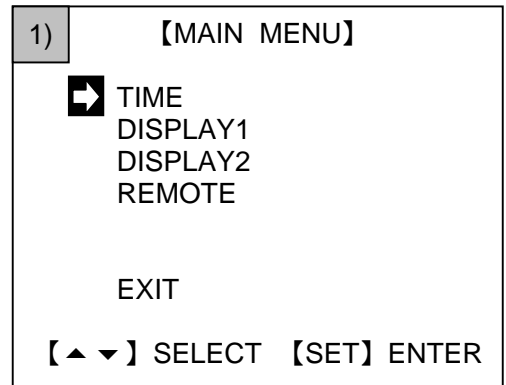 1) 【MAIN MENU】
➡ TIME
DISPLAY1
DISPLAY2
REMOTE
EXIT
【▲ ▼】SELECT 【SET】ENTER